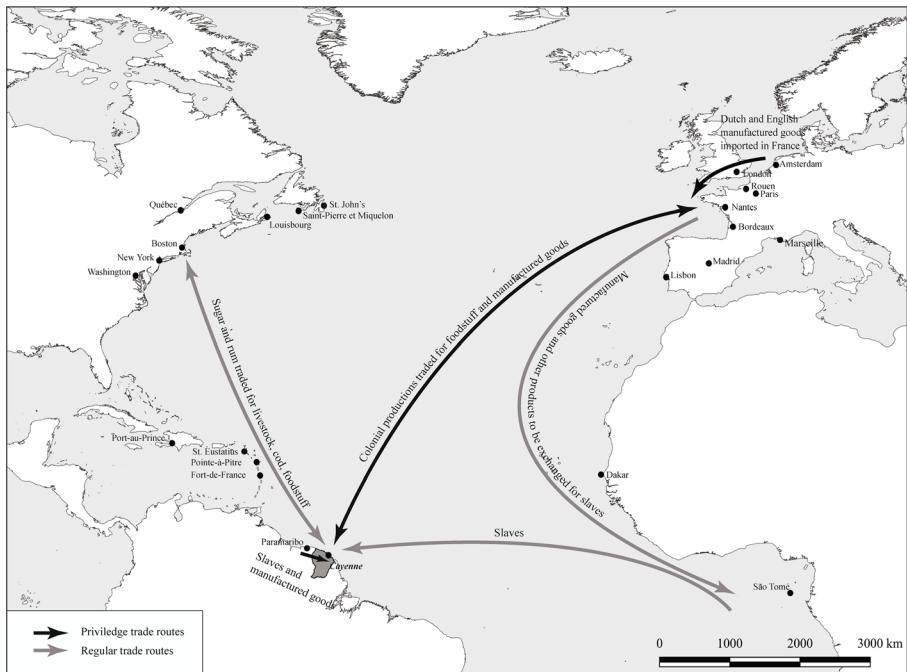 Dutch and English
manufactured goods
imported in France
Amsterdam
London
Rouen
Paris
Nantes
Bordeaux
Marseille
Madrid
Lisbon
Québec
St. John's
Saint-Pierre et Miquelon
Louisbourg
Boston
New York
Washington
Colonial productions traded for foodstuff and manufactured goods
Manufactured goods and other products to be exchanged for slaves
Sugar and rum traded for livestock, cod, foodstuff
Port-au-Prince
St. Eustatius
Pointe-à-Pitre
Fort-de-France
Dakar
Slaves
Paramaribo
Cayenne
Slaves and
manufactured goods
São Tomé
Priviledge trade routes
Regular trade routes
0 1000 2000 3000 km